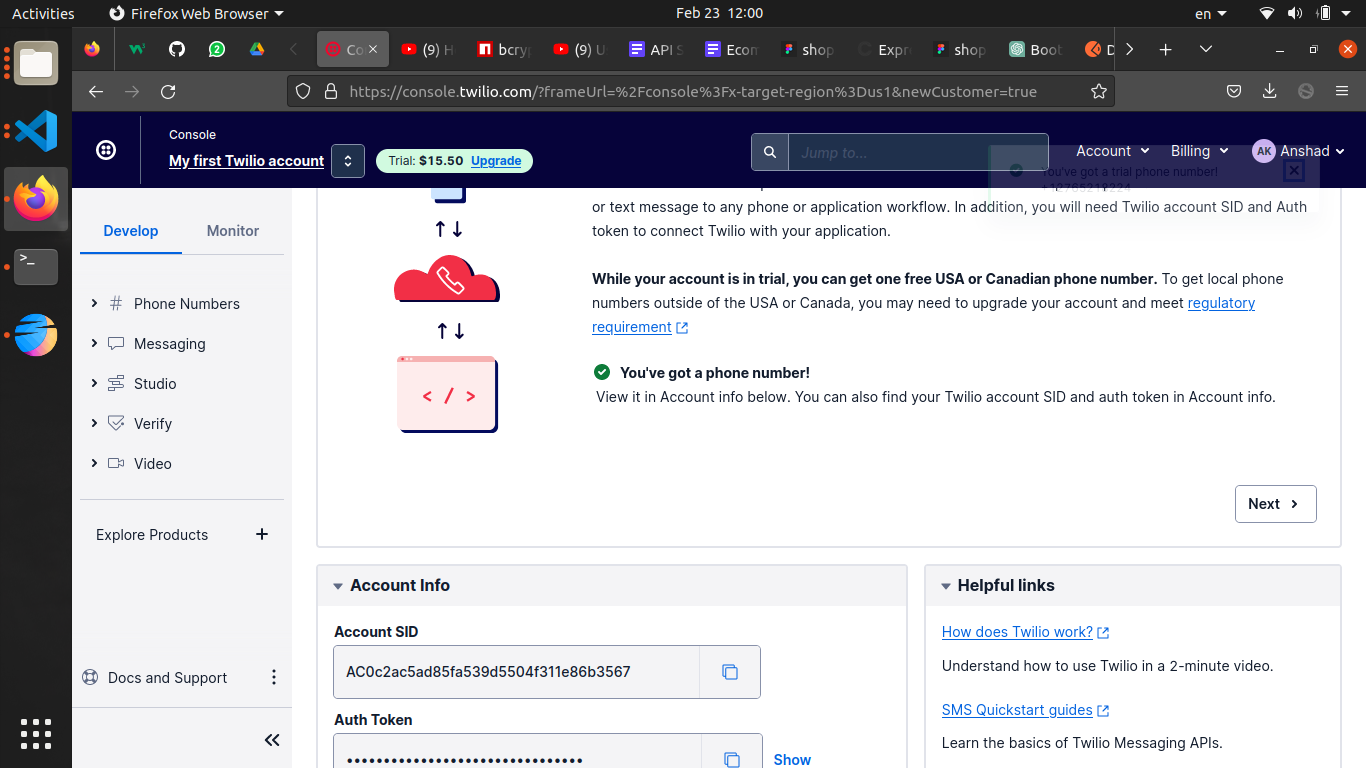 Activities
Firefox Web Browser
Feb 23 12:00
en
Co
(9) H
bcryp
(9) U
API S
Econ
shop
Expre
shop
Boot
https://console.twilio.com/?frameUrl=%2Fconsole%3Fx-target-region%3Dus1&newCustomer=true
Console
My first Twilio account
Trial: $15.50 Upgrade
Jump to...
Account
Billing
AK
Anshad
You've got a trial phone number!
Develop
Monitor
or text message to any phone or application workflow. In addition, you will need Twilio account SID and Auth
token to connect Twilio with your application.
While your account is in trial, you can get one free USA or Canadian phone number. To get local phone
numbers outside of the USA or Canada, you may need to upgrade your account and meet regulatory
requirement
# Phone Numbers
Messaging
Studio
Verify
Video
< / >
You've got a phone number!
View it in Account info below. You can also find your Twilio account SID and auth token in Account info.
Next
Explore Products +
Docs and Support
Account Info
Account SID
AC0c2ac5ad85fa539d5504f311e86b3567
Auth Token
••••••••••••••••••••••••••••••••
Show
Helpful links
How does Twilio work?
Understand how to use Twilio in a 2-minute video.
SMS Quickstart guides
Learn the basics of Twilio Messaging APIs.